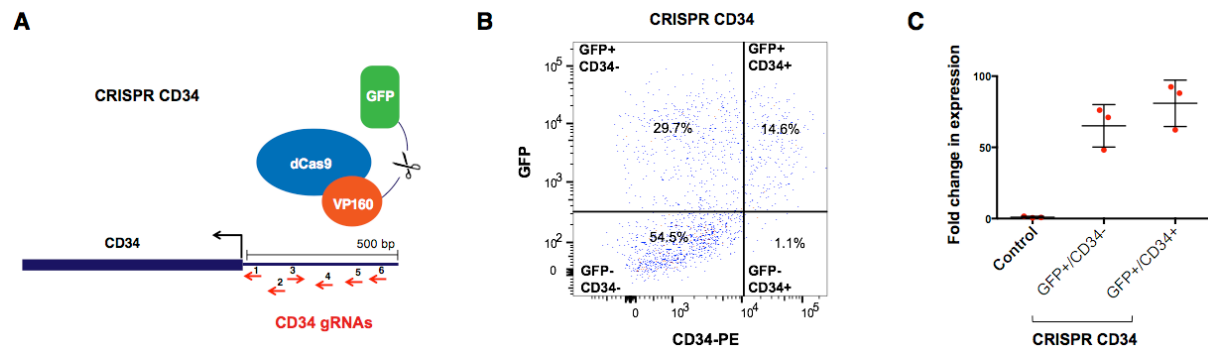 A
CRISPR CD34
GFP
dCas9
VP160
CD34
500 bp
1 2 3 4 5 6
CD34 gRNAs
B
CRISPR CD34
GFP+
CD34-
GFP+
CD34+
29.7%
14.6%
54.5%
1.1%
GFP-
CD34-
GFP-
CD34+
GFP
10^5
10^4
10^3
10^2
0
0 10^3 10^4 10^5
CD34-PE
C
Fold change in expression
100
50
0
Control
GFP+/CD34-
GFP+/CD34+
CRISPR CD34